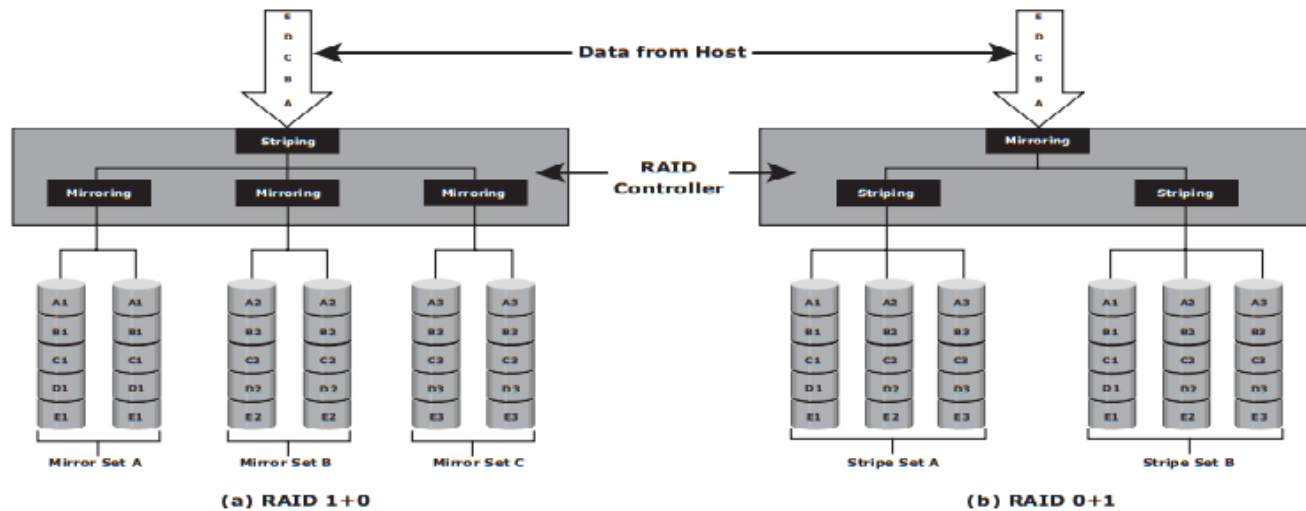 E
D
C
B
A
Data from Host
E
D
C
B
A
Striping
Mirroring Mirroring Mirroring
RAID
Controller
Mirroring
Striping Striping
A1 A1 A2 A2 A3 A3
B1 B1 B2 B2 B3 B3
C1 C1 C2 C2 C3 C3
D1 D1 D2 D2 D3 D3
E1 E1 E2 E2 E3 E3
Mirror Set A Mirror Set B Mirror Set C
(a) RAID 1+0
A1 A2 A3 A1 A2 A3
B1 B2 B3 B1 B2 B3
C1 C2 C3 C1 C2 C3
D1 D2 D3 D1 D2 D3
E1 E2 E3 E1 E2 E3
Stripe Set A Stripe Set B
(b) RAID 0+1